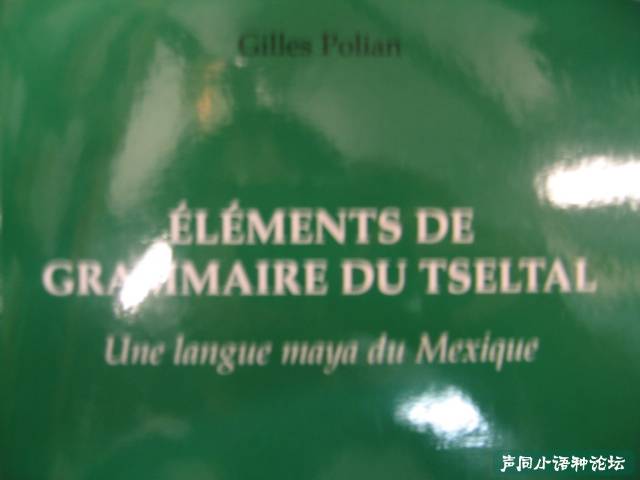 Gilles Polian
ÉLÉMENTS DE
GRAMMAIRE DU TSELTAL
Une langue maya du Mexique
声同小语种论坛